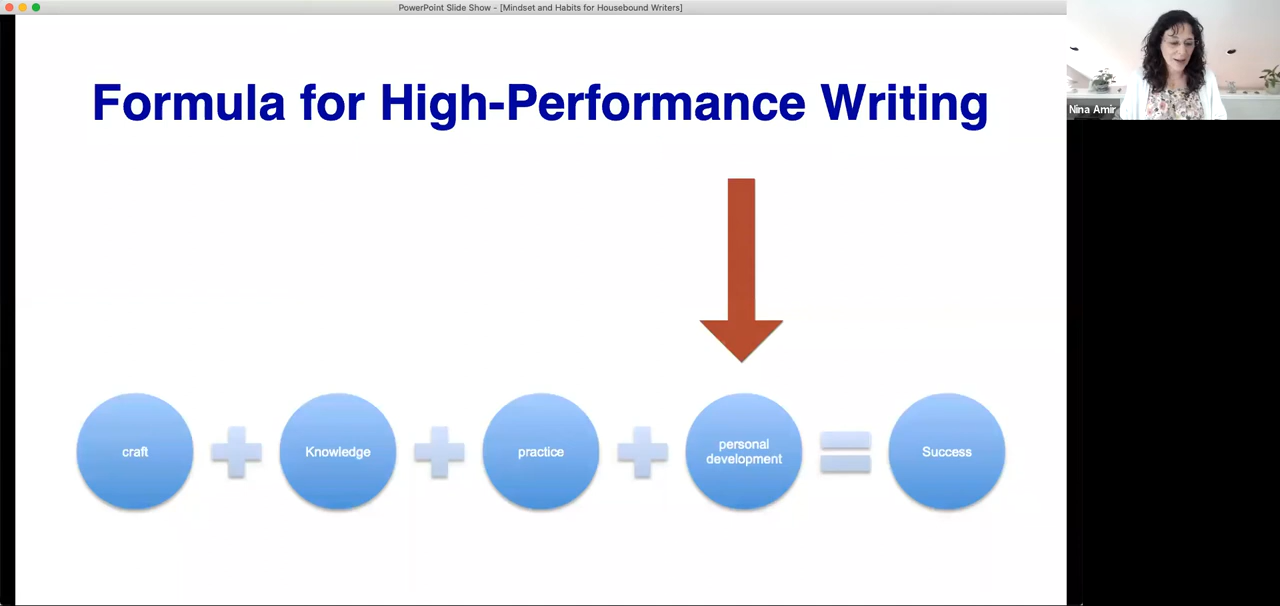 PowerPoint Slide Show - [Mindset and Habits for Housebound Writers]
Nina Amir
Formula for High-Performance Writing
craft
Knowledge
practice
personal
development
Success